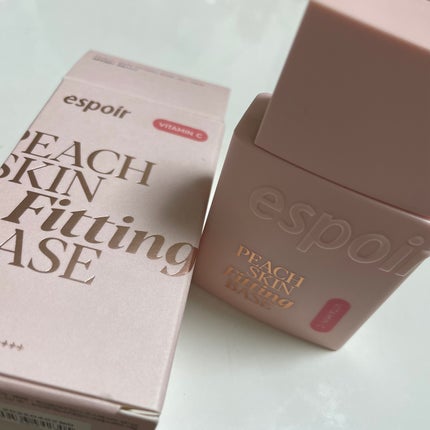 espoir
VITAMIN C
PEACH
SKIN
Fitting
BASE
espoir
PEACH
SKIN
fitting
BASE